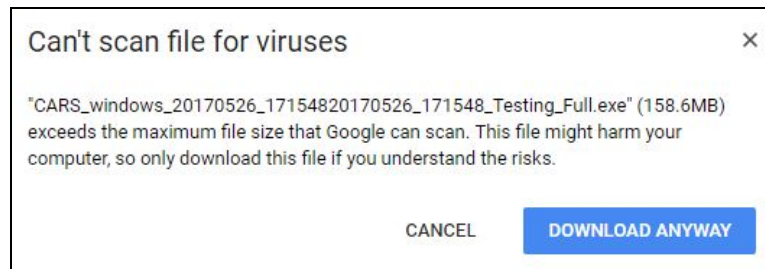 Can't scan file for viruses
"CARS_windows_20170526_17154820170526_171548_Testing_Full.exe" (158.6MB)
exceeds the maximum file size that Google can scan. This file might harm your
computer, so only download this file if you understand the risks.
CANCEL DOWNLOAD ANYWAY